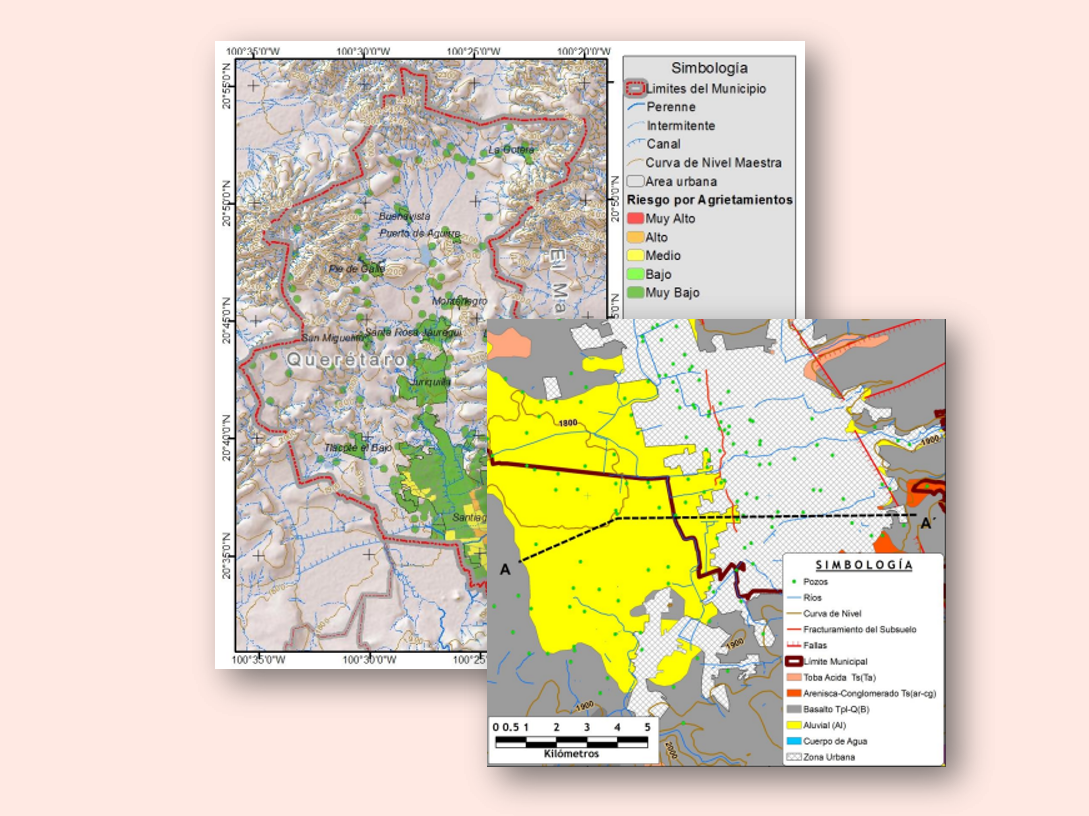 100°35'0"W
100°30'0"W
100°25'0"W
100°20'0"W
20°55'0"N
20°50'0"N
20°45'0"N
20°40'0"N
20°35'0"N
20°50'0"N
La Gotera
Buenavista
Puerto de Aguirre
Pie de Gallo
Montenegro
Santa Rosa Jáuregui
San Miguelito
Querétaro
Juriquilla
Tlacote el Bajo
Santiag
El Ma
100°35'0"W
100°30'0"W
100°25
Simbología
Limites del Municipio
Perenne
Intermitente
Canal
Curva de Nivel Maestra
Area urbana
Riesgo por Agrietamientos
Muy Alto
Alto
Medio
Bajo
Muy Bajo
1800
1900
A
A´
1900
1900
2000
0 0.5 1 2 3 4 5
Kilómetros
SIMBOLOGÍA
Pozos
Ríos
Curva de Nivel
Fracturamiento del Subsuelo
Fallas
Límite Municipal
Toba Acida Ts(Ta)
Arenisca-Conglomerado Ts(ar-cg)
Basalto Tpl-Q(B)
Aluvial (Al)
Cuerpo de Agua
Zona Urbana